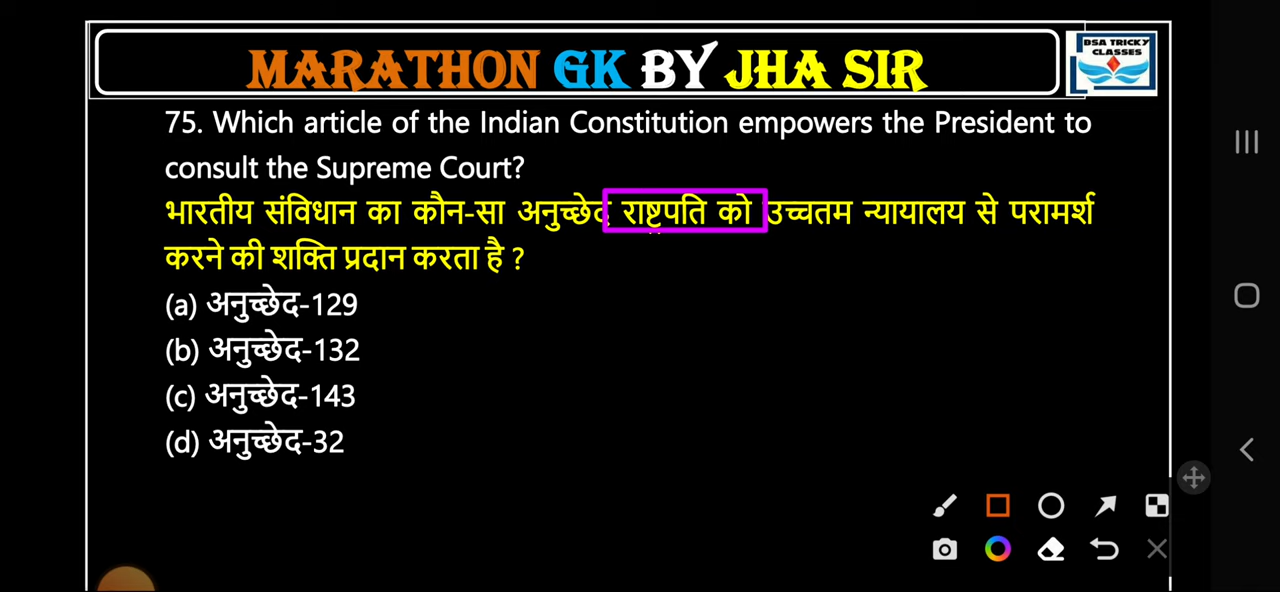 MARATHON GK BY JHA SIR
DSA TRICKY
CLASSES
75. Which article of the Indian Constitution empowers the President to
consult the Supreme Court?
भारतीय संविधान का कौन-सा अनुच्छेद राष्ट्रपति को उच्चतम न्यायालय से परामर्श
करने की शक्ति प्रदान करता है ?
(a) अनुच्छेद-129
(b) अनुच्छेद-132
(c) अनुच्छेद-143
(d) अनुच्छेद-32